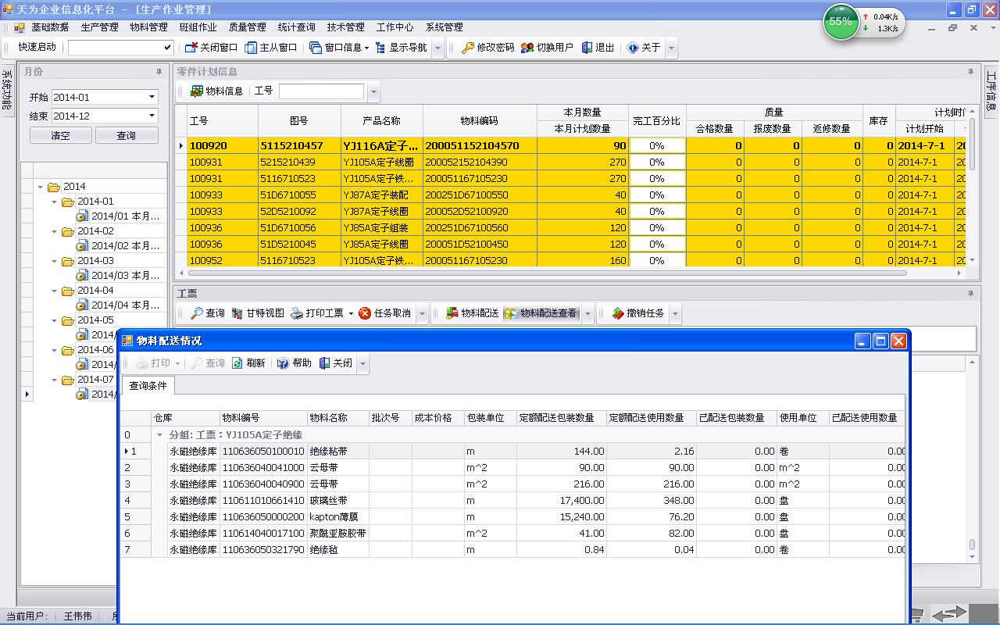 天为企业信息化平台 - [生产作业管理]
基础数据 生产管理 物料管理 班组作业 质量管理 综合查询 技术管理 工作中心 系统管理
55% 0.04K/s
1.3K/s
快速启动 关闭窗口 主从窗口 窗口信息 显示导航 修改密码 切换用户 退出 关于
系统功能
月份
开始 2014-01
结束 2014-12
清空 查询
2014
2014-01
2014/01 本月...
2014-02
2014/02 本月...
2014-03
2014/03 本月...
2014-04
2014/04 本月...
2014-05
2014/
2014-06
2014/
2014-07
2014/
零件计划信息
工序信息
物料信息 工号
工号 图号 产品名称 物料编码 本月数量 完工百分比 质量 库存 计划时间
本月计划数量 合格数量 报废数量 返修数量 计划开始
100920 5115210457 YJ116A定子... 200051152104570 90 0% 0 0 0 0 2014-7-1 20
100931 5215210439 YJ105A定子线圈 200052152104390 270 0% 0 0 0 0 2014-7-1 20
100931 5116710523 YJ105A定子铁... 200051167105230 270 0% 0 0 0 0 2014-7-1 20
100933 51D6710055 YJ87A定子装配 200251D67100550 40 0% 0 0 0 0 2014-7-1 20
100933 52D5210092 YJ87A定子线圈 200052D52100920 40 0% 0 0 0 0 2014-7-1 20
100936 51D6710056 YJ85A定子组装 200251D67100560 120 0% 0 0 0 0 2014-7-1 20
100936 51D5210045 YJ85A定子线圈 200051D52100450 120 0% 0 0 0 0 2014-7-1 20
100952 5116710523 YJ105A定子铁... 200051167105230 160 0% 0 0 0 0 2014-7-1 20
工票
查询 甘特视图 打印工票 任务取消 物料配送 物料配送查看 撤销任务
物料配送情况
打印 查询 刷新 帮助 关闭
查询条件
仓库 物料编号 物料名称 批次号 成本价格 包装单位 定额配送包装数量 定额配送使用数量 已配送包装数量 使用单位 已配送使用数量
0 分组: 工票：YJ105A定子绝缘
1 永磁绝缘库 110636050100010 绝缘粘带 m 144.00 2.16 0.00 卷 0.00
2 永磁绝缘库 110636040041000 云母带 m^2 90.00 90.00 0.00 m^2 0.00
3 永磁绝缘库 110636040040900 云母带 m^2 216.00 216.00 0.00 m^2 0.00
4 永磁绝缘库 110611010661410 玻璃丝带 m 17,400.00 348.00 0.00 盘 0.00
5 永磁绝缘库 110636050000200 kapton薄膜 m 15,240.00 76.20 0.00 盘 0.00
6 永磁绝缘库 110614040017100 聚酰亚胺胶带 m^2 41.00 82.00 0.00 盘 0.00
7 永磁绝缘库 110636050321790 绝缘毡 m 0.84 0.04 0.00 卷 0.00
当前用户: 王伟伟